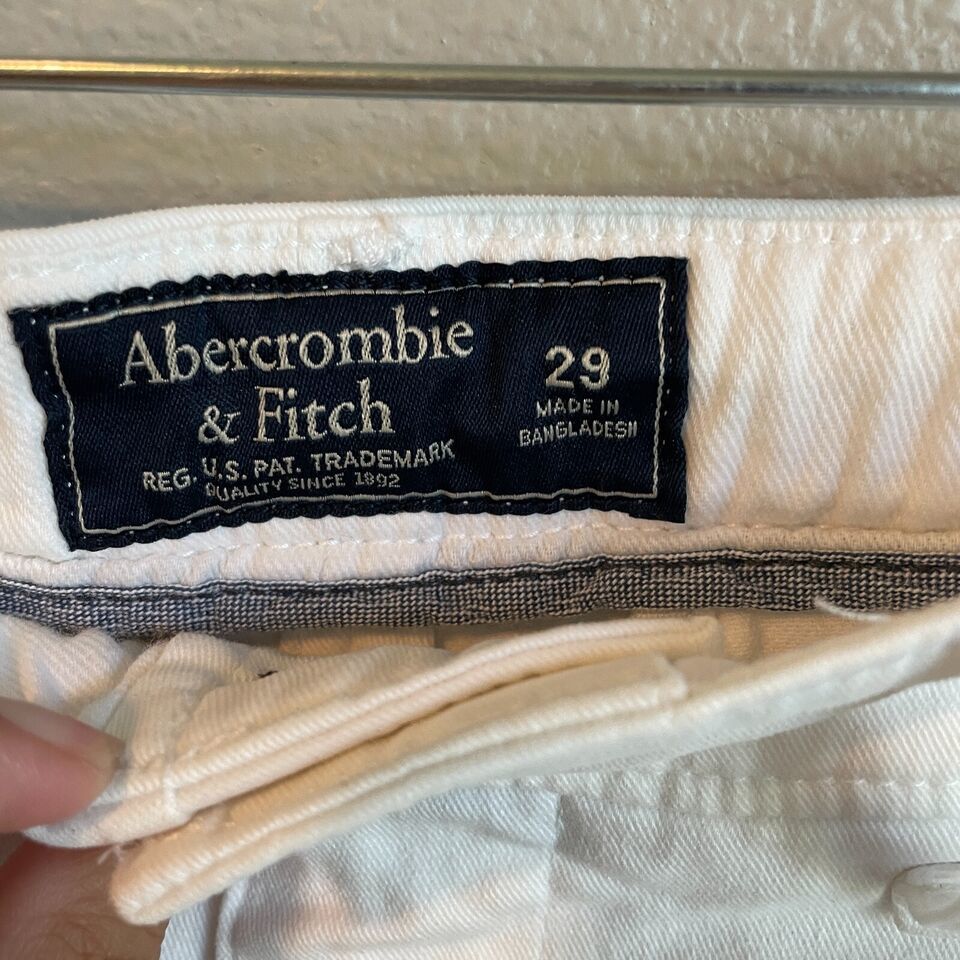 Abercrombie
& Fitch
REG. U.S. PAT. TRADEMARK
QUALITY SINCE 1892
29
MADE IN
BANGLADESH